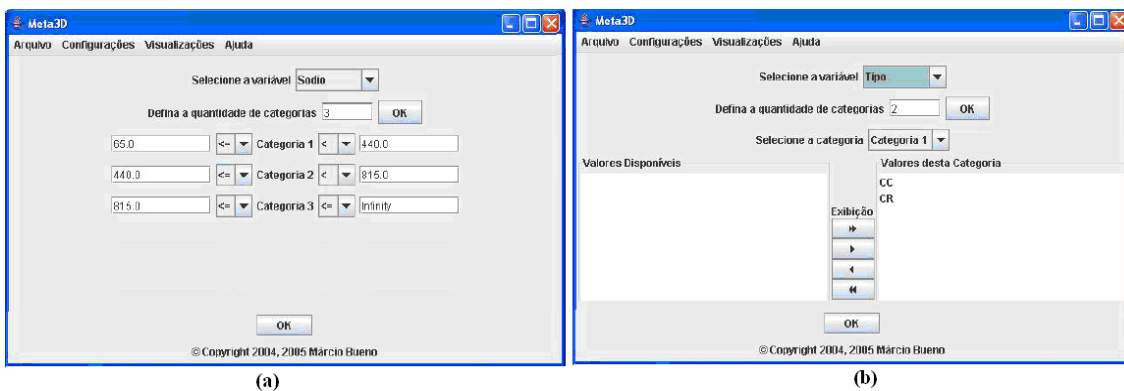 Meta3D
Arquivo Configurações Visualizações Ajuda
Selecione a variável Sodio
Defina a quantidade de categorias 3 OK
65.0 <= Categoria 1 < 440.0
440.0 <= Categoria 2 < 815.0
815.0 <= Categoria 3 <= Infinity
OK
© Copyright 2004, 2005 Márcio Bueno
(a)
Meta3D
Arquivo Configurações Visualizações Ajuda
Selecione a variável Tipo
Defina a quantidade de categorias 2 OK
Selecione a categoria Categoria 1
Valores Disponíveis
Valores desta Categoria
CC
CR
Exibição
OK
© Copyright 2004, 2005 Márcio Bueno
(b)